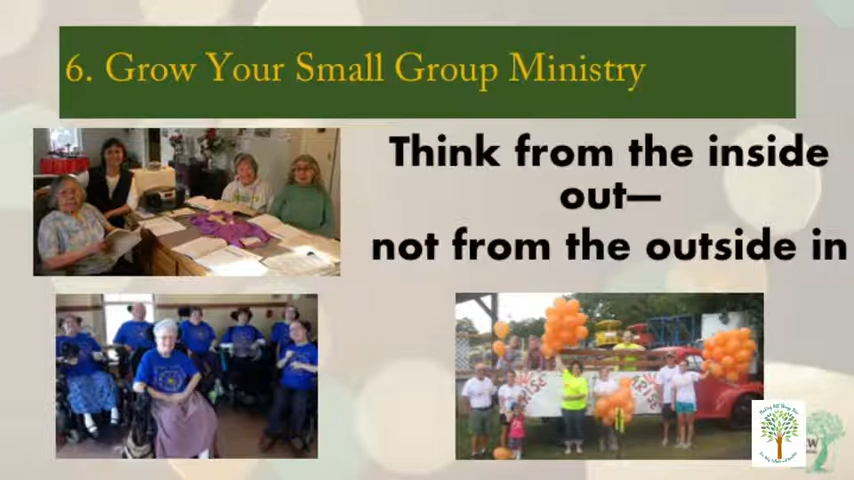 6. Grow Your Small Group Ministry
Think from the inside
out—
not from the outside in